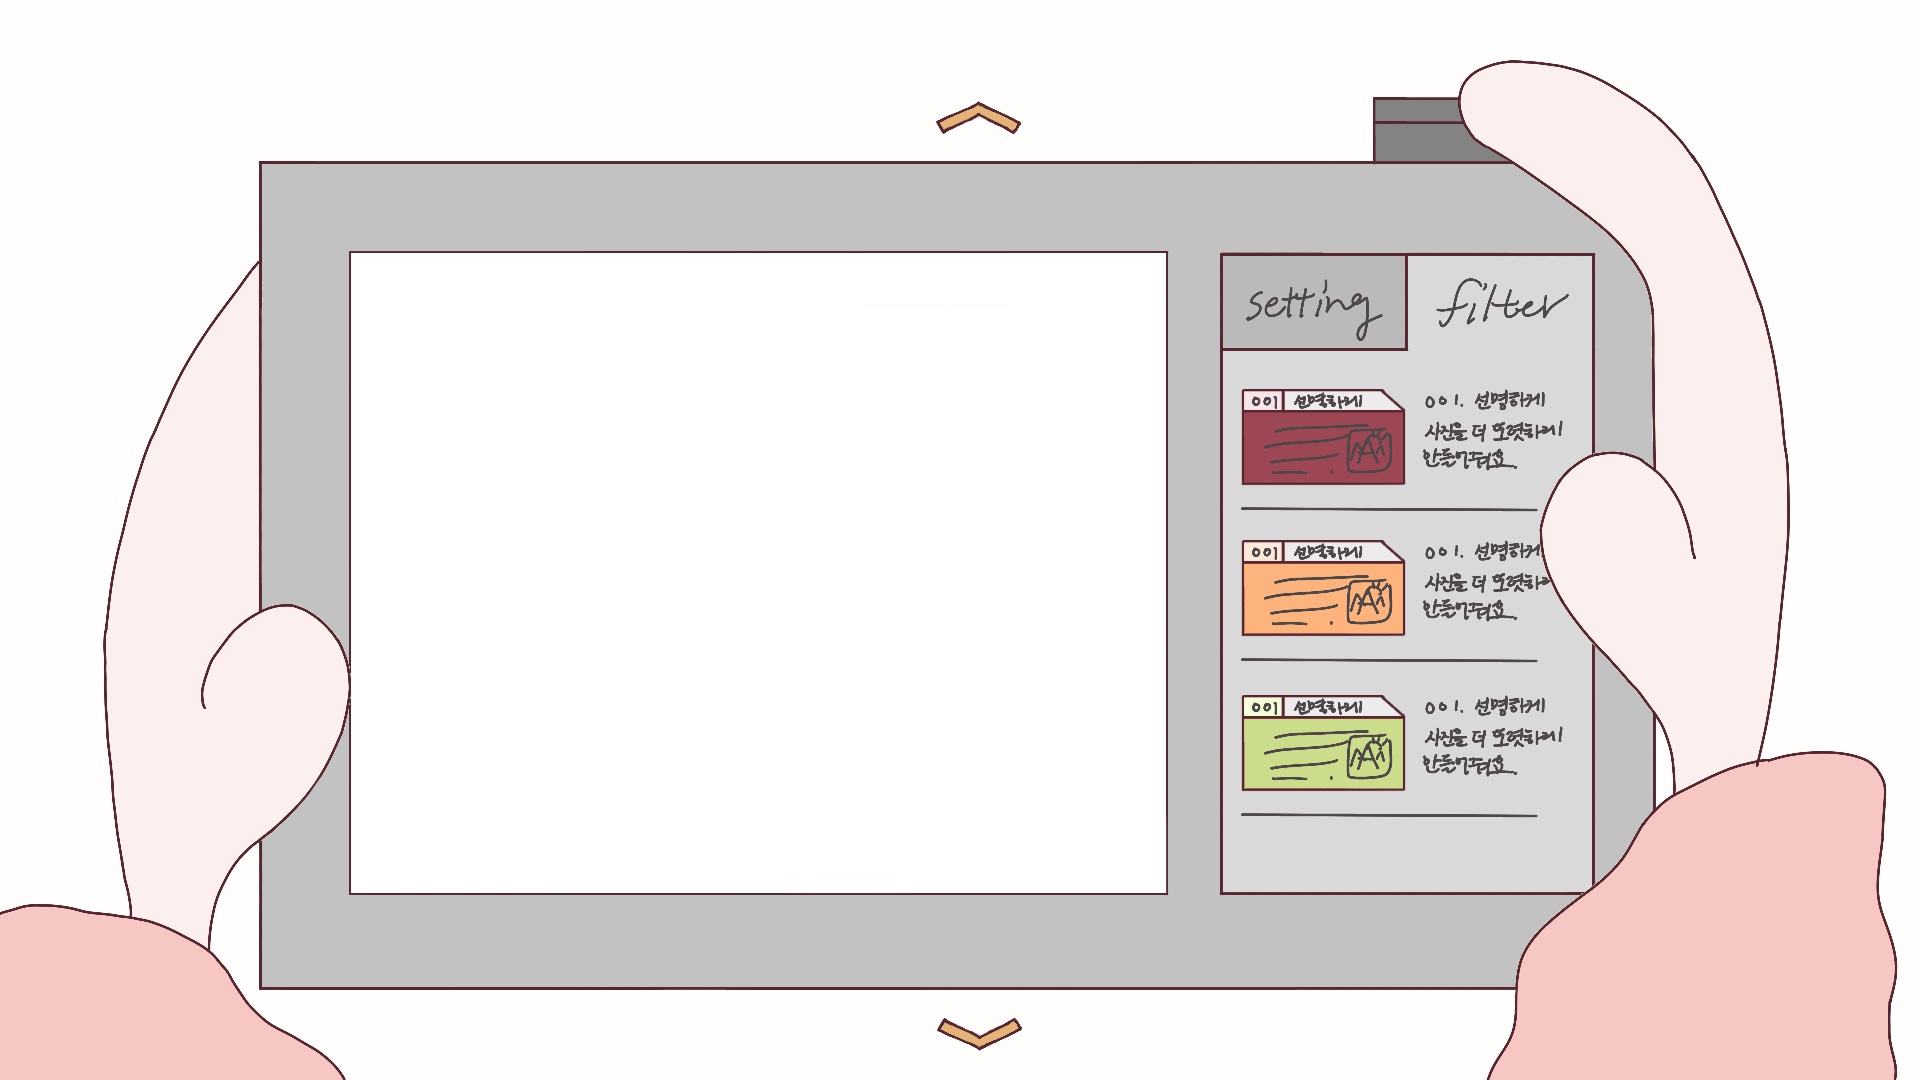 setting
filter
001 선명하게
001. 선명하게
사진을 더 또렷하게
만들어줘요.
001 선명하게
001. 선명하게
사진을 더 또렷하
만들어줘요.
001 선명하게
001. 선명하게
사진을 더 또렷하게
만들어줘요.